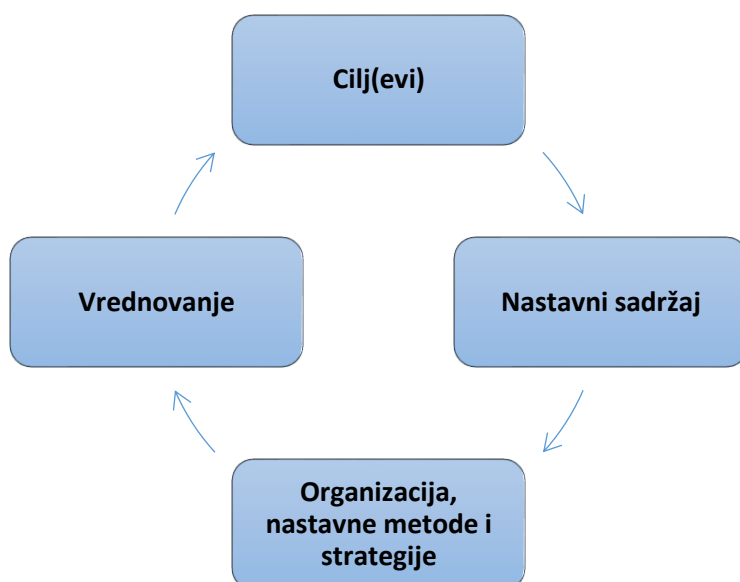 Cilj(evi)
Vrednovanje
Nastavni sadržaj
Organizacija,
nastavne metode i
strategije